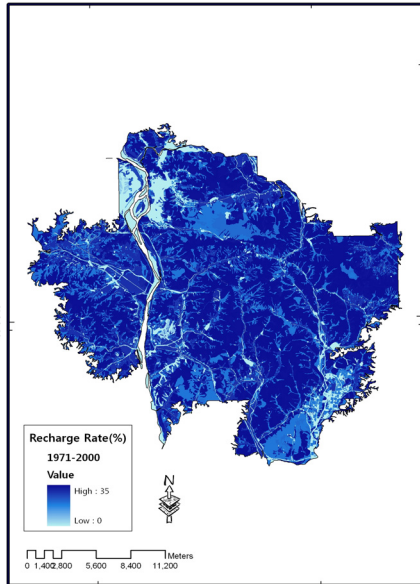 Recharge Rate(%)
1971-2000
Value
High : 35
Low : 0
N
Meters
0 1,400 2,800 5,600 8,400 11,200